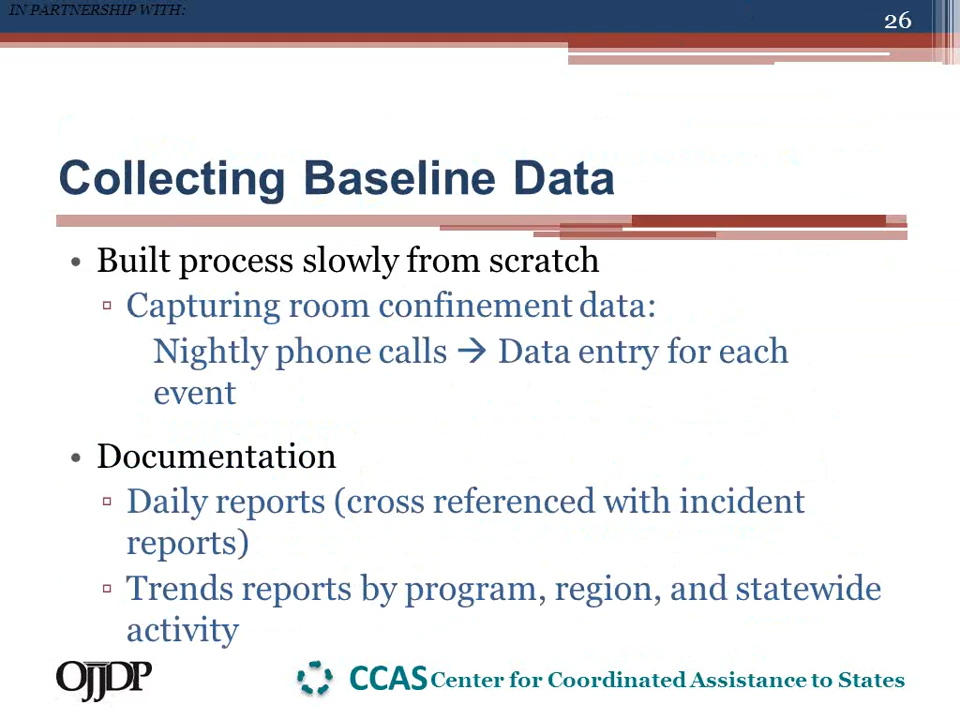 IN PARTNERSHIP WITH:
26
Collecting Baseline Data
• Built process slowly from scratch
▫ Capturing room confinement data:
Nightly phone calls → Data entry for each
event
• Documentation
▫ Daily reports (cross referenced with incident
reports)
▫ Trends reports by program, region, and statewide
activity
OJJDP
CCAS Center for Coordinated Assistance to States